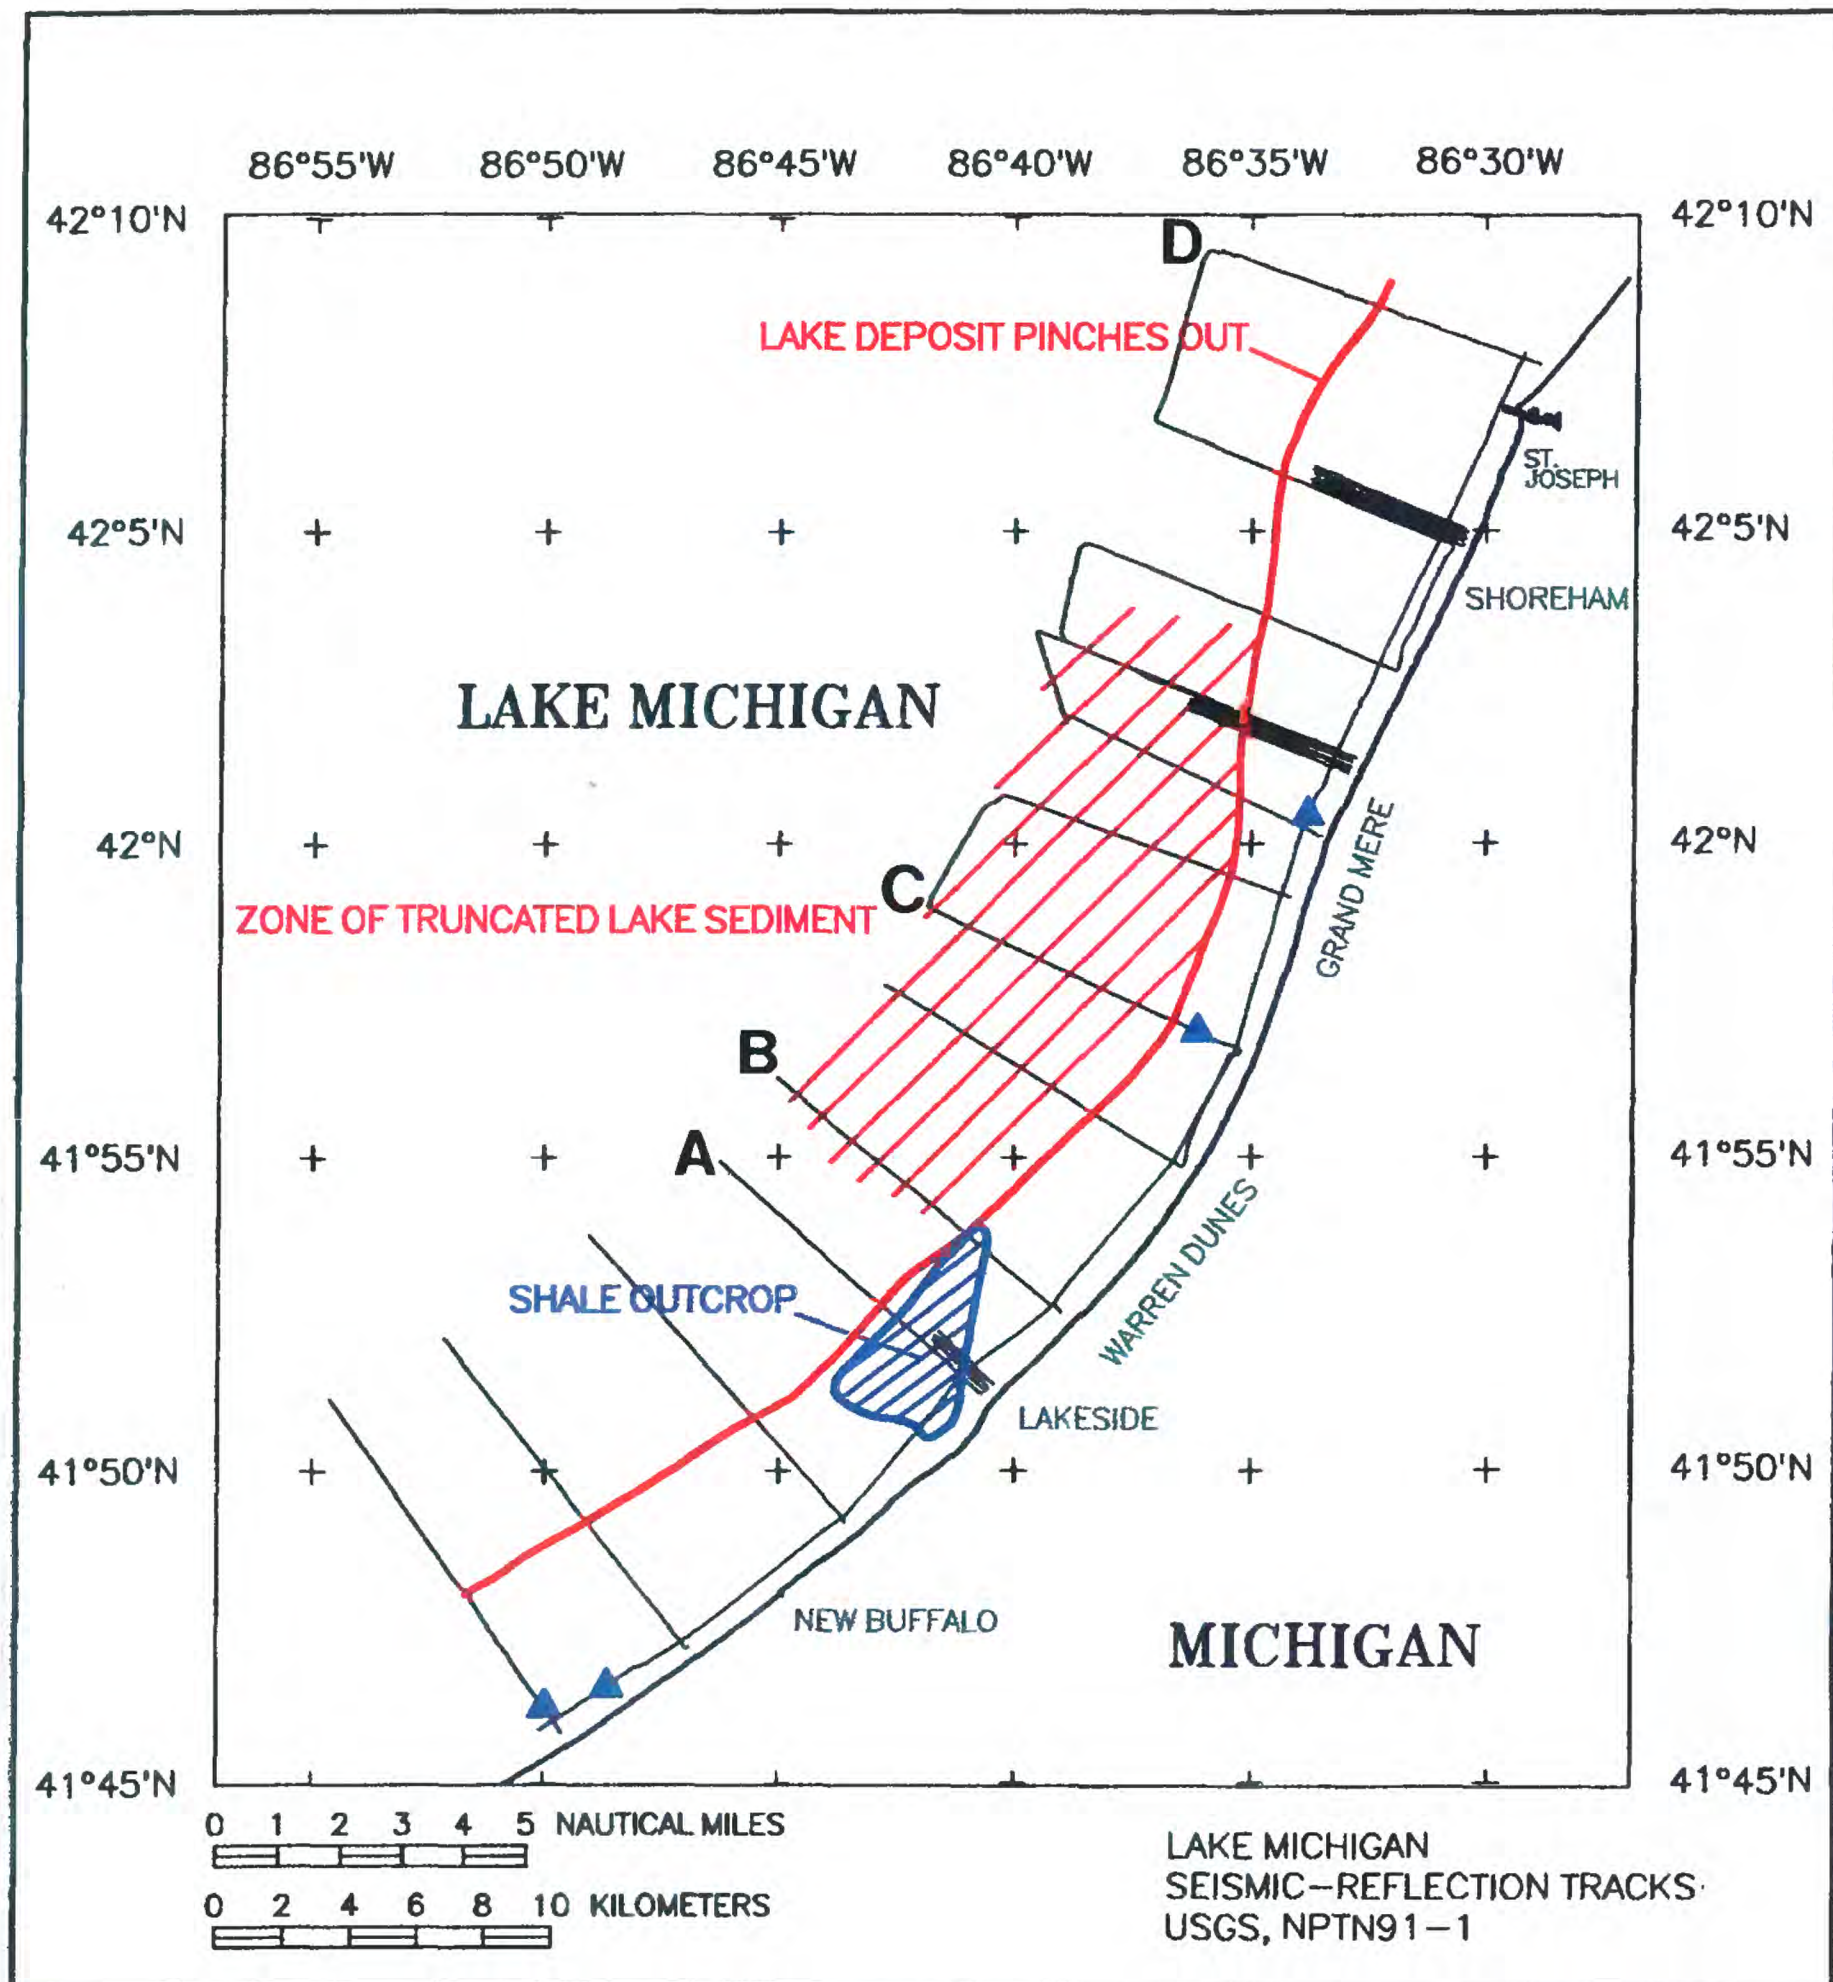 86°55'W 86°50'W 86°45'W 86°40'W 86°35'W 86°30'W
42°10'N 42°10'N
D
LAKE DEPOSIT PINCHES OUT
ST.
JOSEPH
42°5'N 42°5'N
SHOREHAM
LAKE MICHIGAN
42°N 42°N
GRAND MERE
C
ZONE OF TRUNCATED LAKE SEDIMENT
B
A
41°55'N 41°55'N
WARREN DUNES
SHALE OUTCROP
LAKESIDE
41°50'N 41°50'N
NEW BUFFALO
MICHIGAN
41°45'N 41°45'N
0 1 2 3 4 5 NAUTICAL MILES
0 2 4 6 8 10 KILOMETERS
LAKE MICHIGAN
SEISMIC-REFLECTION TRACKS
USGS, NPTN91-1